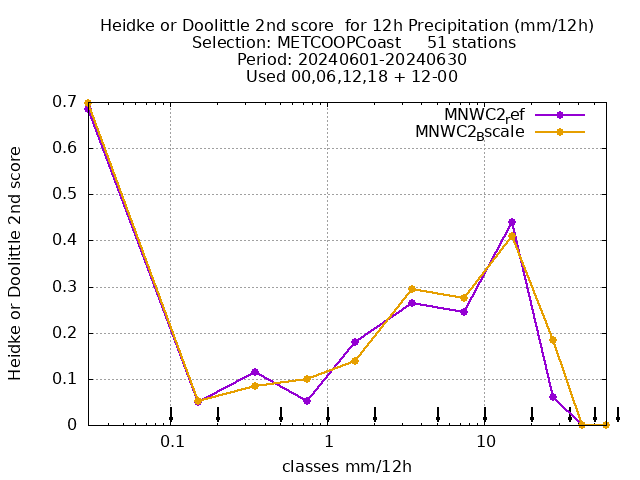 Heidke or Doolittle 2nd score  for 12h Precipitation (mm/12h)
Selection: METCOOPCoast     51 stations
Period: 20240601-20240630
Used 00,06,12,18 + 12-00
MNWC2ref
MNWC2Bscale
0.7
0.6
0.5
0.4
0.3
0.2
0.1
0
Heidke or Doolittle 2nd score
0.1 1 10
classes mm/12h